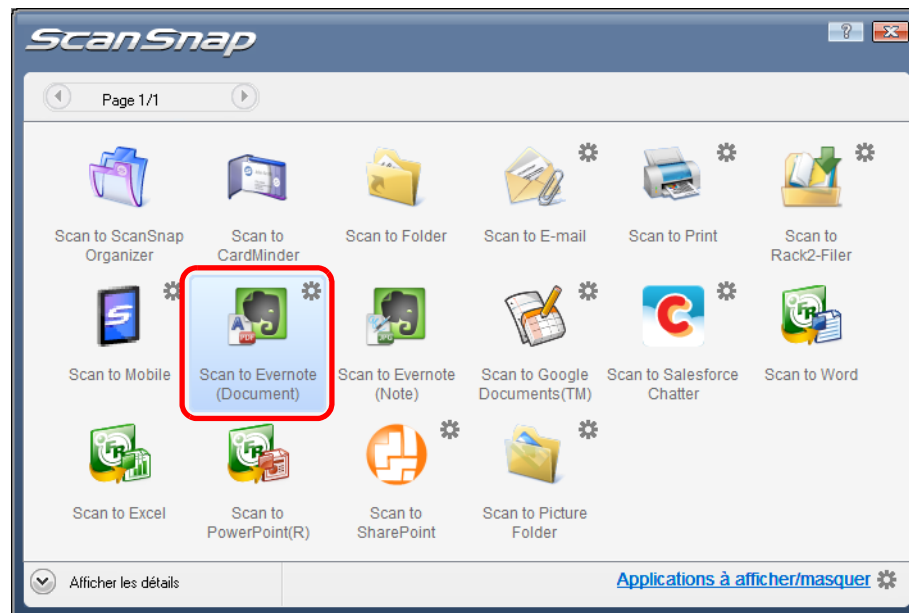 ScanSnap
Page 1/1
Scan to ScanSnap
Organizer
Scan to
CardMinder
Scan to Folder
Scan to E-mail
Scan to Print
Scan to
Rack2-Filer
Scan to Mobile
Scan to Evernote
(Document)
Scan to Evernote
(Note)
Scan to Google
Documents(TM)
Scan to Salesforce
Chatter
Scan to Word
Scan to Excel
Scan to
PowerPoint(R)
Scan to
SharePoint
Scan to Picture
Folder
Afficher les détails
Applications à afficher/masquer